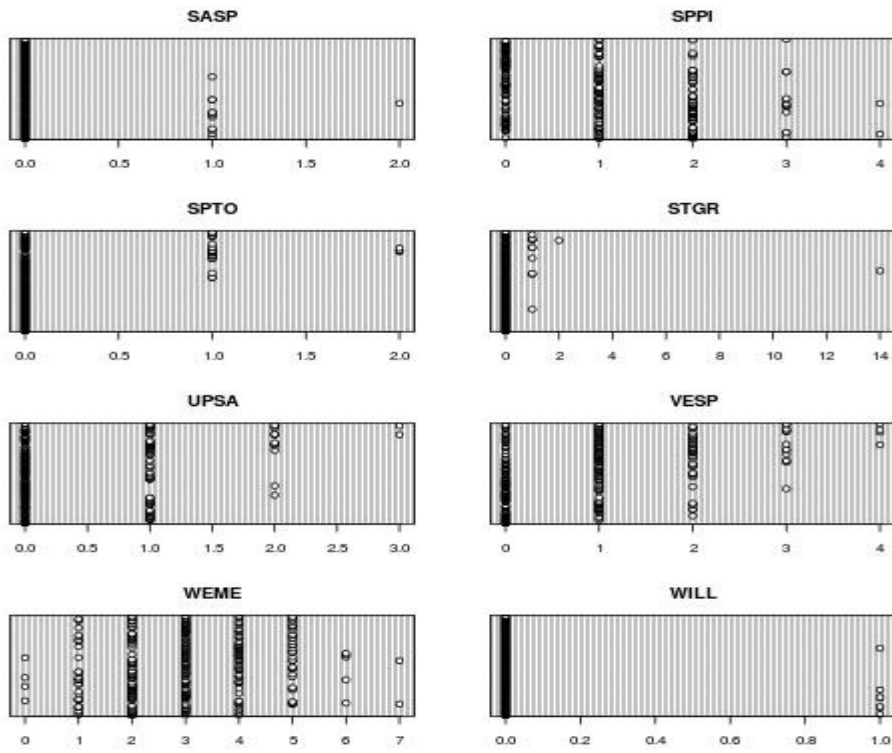 SASP
0.0 0.5 1.0 1.5 2.0
SPPI
0 1 2 3 4
SPTO
0.0 0.5 1.0 1.5 2.0
STGR
0 2 4 6 8 10 12 14
UPSA
0.0 0.5 1.0 1.5 2.0 2.5 3.0
VESP
0 1 2 3 4
WEME
0 1 2 3 4 5 6 7
WILL
0.0 0.2 0.4 0.6 0.8 1.0